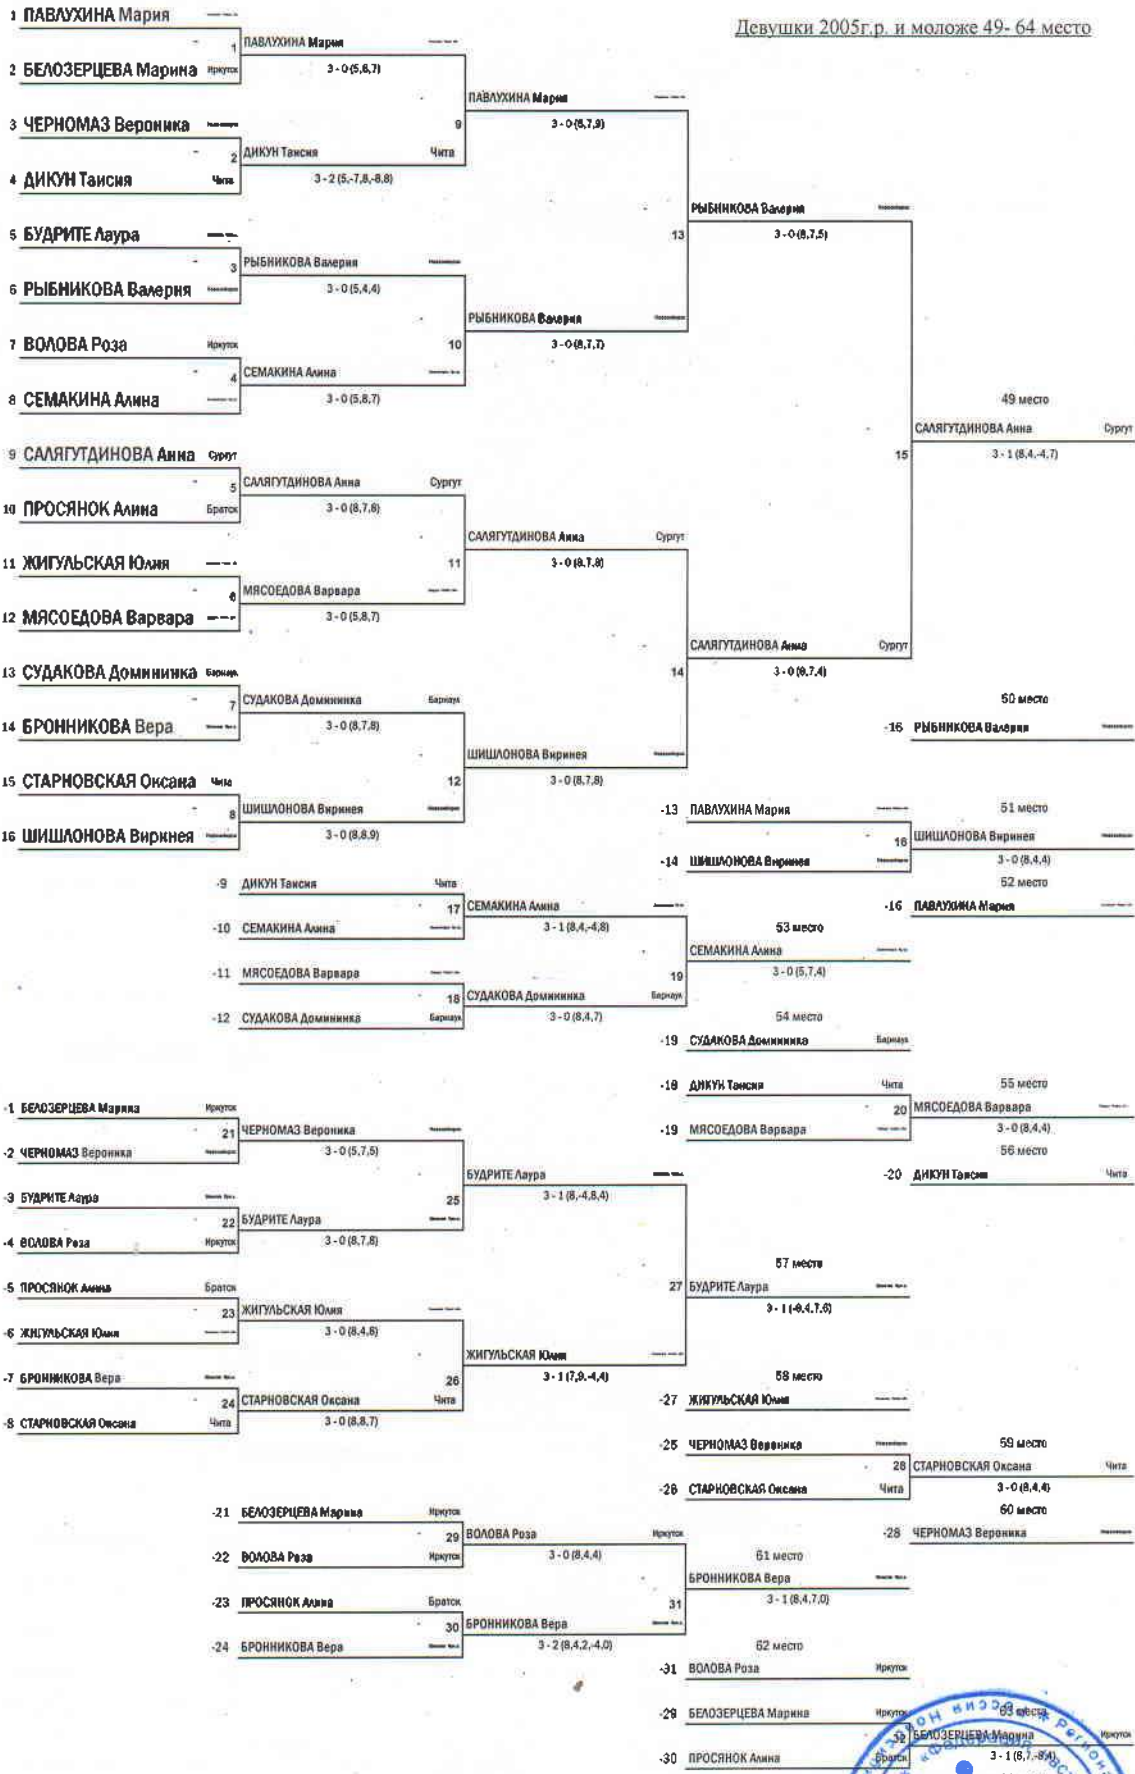 Девушки 2005г.р. и моложе 49- 64 место
1 ПАВЛУХИНА Мария
1 ПАВЛУХИНА Мария
2 БЕЛОЗЕРЦЕВА Марина Иркутск
3-0 (5,6,7)
ПАВЛУХИНА Мария
3 ЧЕРНОМАЗ Вероника
9
3-0 (6,7,9)
2 ДИКУН Таисия Чита
4 ДИКУН Таисия Чита
3-2 (5,-7,8,-8,8)
РЫБНИКОВА Валерия
5 БУДРИТЕ Лаура
13
3-0 (8,7,5)
3 РЫБНИКОВА Валерия
6 РЫБНИКОВА Валерия
3-0 (5,4,4)
РЫБНИКОВА Валерия
7 ВОЛОВА Роза Иркутск
10
3-0 (8,7,7)
4 СЕМАКИНА Алина
8 СЕМАКИНА Алина
3-0 (5,8,7)
49 место
САЛЯГУТДИНОВА Анна Сургут
9 САЛЯГУТДИНОВА Анна Сургут
15
3-1 (8,4,-4,7)
5 САЛЯГУТДИНОВА Анна Сургут
10 ПРОСЯНОК Алина Братск
3-0 (8,7,8)
САЛЯГУТДИНОВА Анна Сургут
11 ЖИГУЛЬСКАЯ Юлия
11
3-0 (8,7,8)
6 МЯСОЕДОВА Варвара
12 МЯСОЕДОВА Варвара
3-0 (5,8,7)
САЛЯГУТДИНОВА Анна Сургут
13 СУДАКОВА Домининка Барнаул
14
7 СУДАКОВА Домининка Барнаул
50 место
14 БРОННИКОВА Вера
3-0 (8,7,8)
-15 РЫБНИКОВА Валерия
ШИШЛОНОВА Виринея
15 СТАРНОВСКАЯ Оксана Чита
12
3-0 (8,7,8)
8 ШИШЛОНОВА Виринея
-13 ПАВЛУХИНА Мария
51 место
16 ШИШЛОНОВА Виринея
3-0 (8,8,9)
16 ШИШЛОНОВА Виринея
-14 ШИШЛОНОВА Виринея
3-0 (8,4,4)
-9 ДИКУН Таисия Чита
52 место
17 СЕМАКИНА Алина
-16 ПАВЛУХИНА Мария
-10 СЕМАКИНА Алина
3-1 (8,4,-4,8)
53 место
СЕМАКИНА Алина
-11 МЯСОЕДОВА Варвара
19
3-0 (5,7,4)
18 СУДАКОВА Домининка Барнаул
-12 СУДАКОВА Домининка Барнаул
3-0 (8,4,7)
54 место
-19 СУДАКОВА Домининка Барнаул
-18 ДИКУН Таисия Чита
55 место
-1 БЕЛОЗЕРЦЕВА Марина Иркутск
20 МЯСОЕДОВА Варвара
21 ЧЕРНОМАЗ Вероника
-19 МЯСОЕДОВА Варвара
3-0 (8,4,4)
-2 ЧЕРНОМАЗ Вероника
3-0 (5,7,5)
56 место
БУДРИТЕ Лаура
-20 ДИКУН Таисия Чита
-3 БУДРИТЕ Лаура
25
3-1 (8,-4,8,4)
22 БУДРИТЕ Лаура
-4 ВОЛОВА Роза Иркутск
3-0 (8,7,8)
57 место
-5 ПРОСЯНОК Алина Братск
27 БУДРИТЕ Лаура
23 ЖИГУЛЬСКАЯ Юлия
-6 ЖИГУЛЬСКАЯ Юлия
ЖИГУЛЬСКАЯ Юлия
-7 БРОННИКОВА Вера
26
3-1 (7,9,-4,4)
58 место
24 СТАРНОВСКАЯ Оксана Чита
-27 ЖИГУЛЬСКАЯ Юлия
-8 СТАРНОВСКАЯ Оксана Чита
3-0 (8,8,7)
-25 ЧЕРНОМАЗ Вероника
59 место
28 СТАРНОВСКАЯ Оксана Чита
-26 СТАРНОВСКАЯ Оксана Чита
3-0 (8,4,4)
-21 БЕЛОЗЕРЦЕВА Марина Иркутск
60 место
29 ВОЛОВА Роза Иркутск
-28 ЧЕРНОМАЗ Вероника
-22 ВОЛОВА Роза Иркутск
3-0 (8,4,4)
61 место
БРОННИКОВА Вера
-23 ПРОСЯНОК Алина Братск
31
3-1 (8,4,7,0)
30 БРОННИКОВА Вера
-24 БРОННИКОВА Вера
3-2 (8,4,2,-4,0)
62 место
-31 ВОЛОВА Роза Иркутск
-29 БЕЛОЗЕРЦЕВА Марина Иркутск
63 место
32 БЕЛОЗЕРЦЕВА Марина Иркутск
-30 ПРОСЯНОК Алина Братск